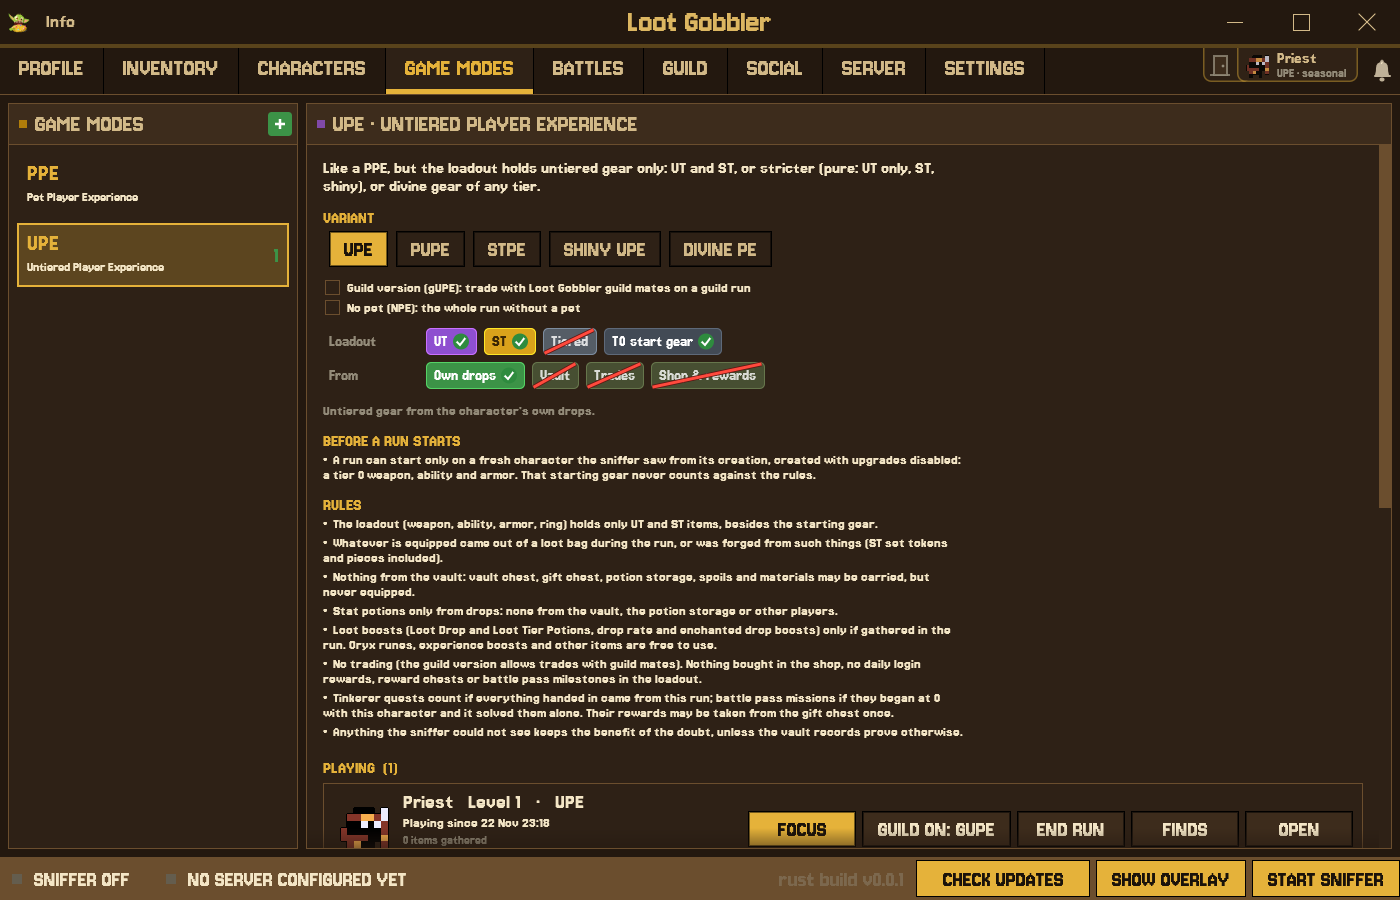 Info
Loot Gobbler
PROFILE
INVENTORY
CHARACTERS
GAME MODES
BATTLES
GUILD
SOCIAL
SERVER
SETTINGS
Priest
UPE · seasonal
GAME MODES
PPE
Pet Player Experience
UPE
Untiered Player Experience
1
UPE · UNTIERED PLAYER EXPERIENCE
Like a PPE, but the loadout holds untiered gear only: UT and ST, or stricter (pure: UT only, ST,
shiny), or divine gear of any tier.
VARIANT
UPE
PUPE
STPE
SHINY UPE
DIVINE PE
Guild version (gUPE): trade with Loot Gobbler guild mates on a guild run
No pet (NPE): the whole run without a pet
Loadout
UT
ST
Tiered
T0 start gear
From
Own drops
Vault
Trades
Shop & rewards
Untiered gear from the character's own drops.
BEFORE A RUN STARTS
• A run can start only on a fresh character the sniffer saw from its creation, created with upgrades disabled:
a tier 0 weapon, ability and armor. That starting gear never counts against the rules.
RULES
• The loadout (weapon, ability, armor, ring) holds only UT and ST items, besides the starting gear.
• Whatever is equipped came out of a loot bag during the run, or was forged from such things (ST set tokens
and pieces included).
• Nothing from the vault: vault chest, gift chest, potion storage, spoils and materials may be carried, but
never equipped.
• Stat potions only from drops: none from the vault, the potion storage or other players.
• Loot boosts (Loot Drop and Loot Tier Potions, drop rate and enchanted drop boosts) only if gathered in the
run. Oryx runes, experience boosts and other items are free to use.
• No trading (the guild version allows trades with guild mates). Nothing bought in the shop, no daily login
rewards, reward chests or battle pass milestones in the loadout.
• Tinkerer quests count if everything handed in came from this run; battle pass missions if they began at 0
with this character and it solved them alone. Their rewards may be taken from the gift chest once.
• Anything the sniffer could not see keeps the benefit of the doubt, unless the vault records prove otherwise.
PLAYING (1)
Priest Level 1 · UPE
Playing since 22 Nov 23:18
0 items gathered
FOCUS
GUILD ON: GUPE
END RUN
FINDS
OPEN
SNIFFER OFF
NO SERVER CONFIGURED YET
rust build v0.0.1
CHECK UPDATES
SHOW OVERLAY
START SNIFFER